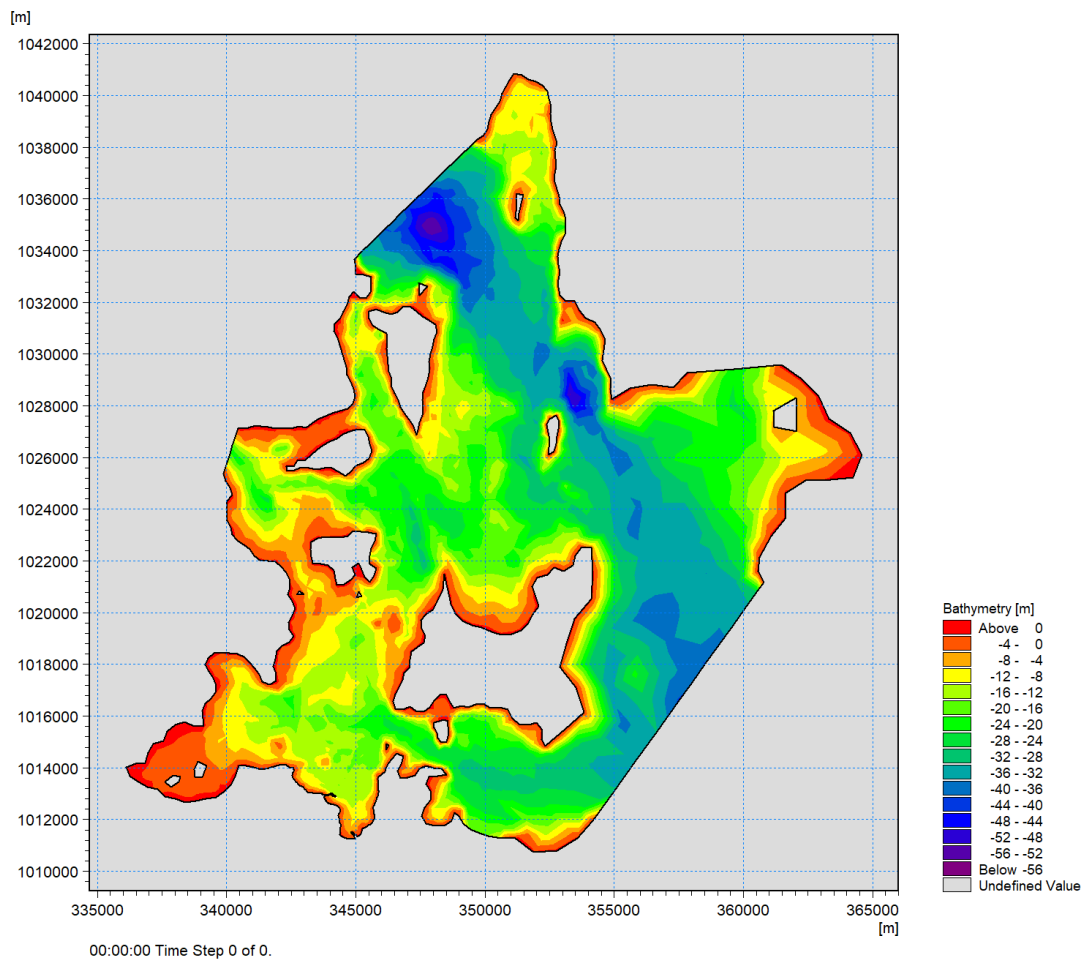 [m]
1042000
1040000
1038000
1036000
1034000
1032000
1030000
1028000
1026000
1024000
1022000
1020000
1018000
1016000
1014000
1012000
1010000
335000 340000 345000 350000 355000 360000 365000
[m]
Bathymetry [m]
Above 0
-4 - 0
-8 - -4
-12 - -8
-16 - -12
-20 - -16
-24 - -20
-28 - -24
-32 - -28
-36 - -32
-40 - -36
-44 - -40
-48 - -44
-52 - -48
-56 - -52
Below -56
Undefined Value
00:00:00 Time Step 0 of 0.